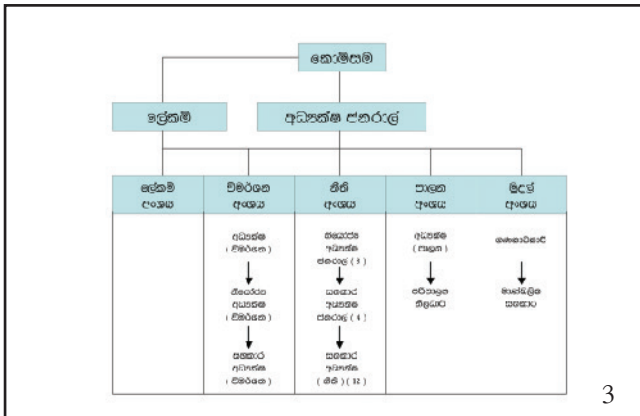 කොමිසම
ලේකම්
අධ්‍යක්ෂ ජනරාල්
ලේකම්
අංශය
විමර්ශන
අංශය
නීති
අංශය
පාලන
අංශය
මුදල්
අංශය
අධ්‍යක්ෂ
(විමර්ශන)
නියෝජ්‍ය
අධ්‍යක්ෂ
(විමර්ශන)
සහකාර
අධ්‍යක්ෂ
(විමර්ශන)
නියෝජ්‍ය
අධ්‍යක්ෂ
ජනරාල් ( 3 )
සහකාර
අධ්‍යක්ෂ
ජනරාල් ( 4 )
සහකාර
අධ්‍යක්ෂ
( නීති ) ( 32 )
අධ්‍යක්ෂ
(පාලන)
පරිපාලන
නිලධාරි
ගණකාධිකාරී
මාණ්ඩලික
සහකාර
3